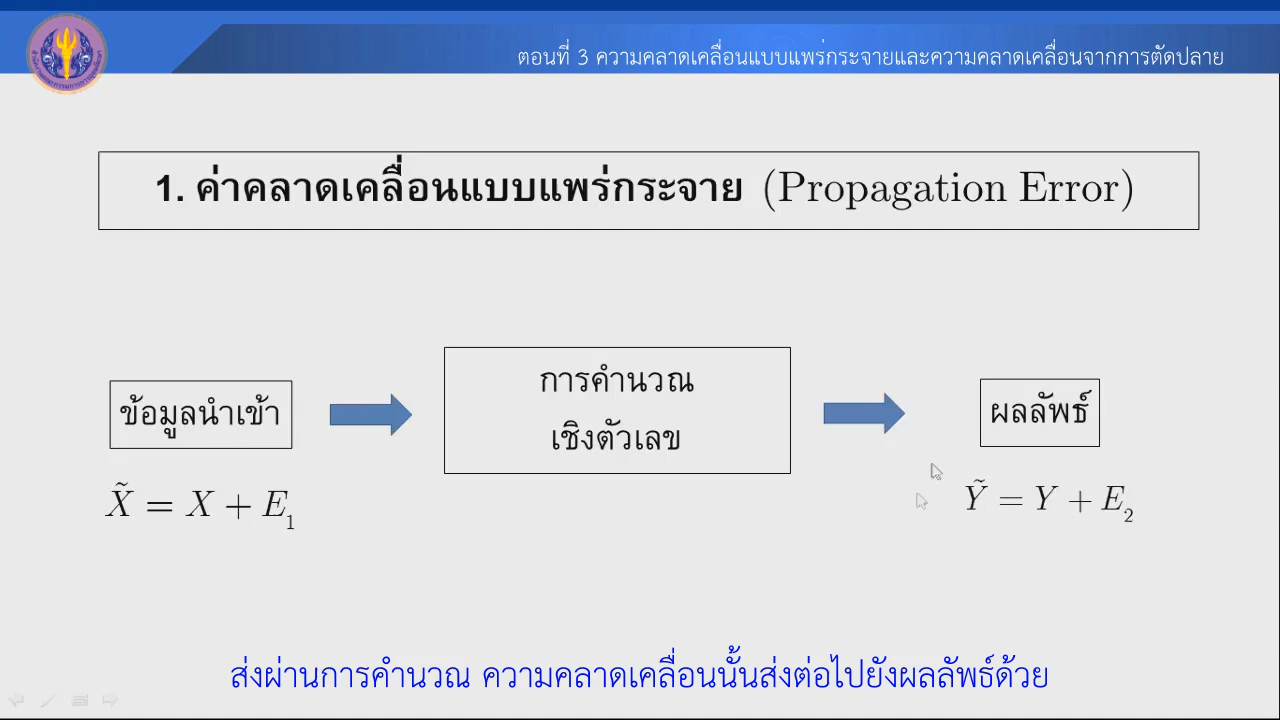 ตอนที่ 3 ความคลาดเคลื่อนแบบแพร่กระจายและความคลาดเคลื่อนจากการตัดปลาย
1. ค่าคลาดเคลื่อนแบบแพร่กระจาย (Propagation Error)
ข้อมูลนำเข้า
การคำนวณ
เชิงตัวเลข
ผลลัพธ์
X̃ = X + E₁
Ỹ = Y + E₂
ส่งผ่านการคำนวณ ความคลาดเคลื่อนนั้นส่งต่อไปยังผลลัพธ์ด้วย